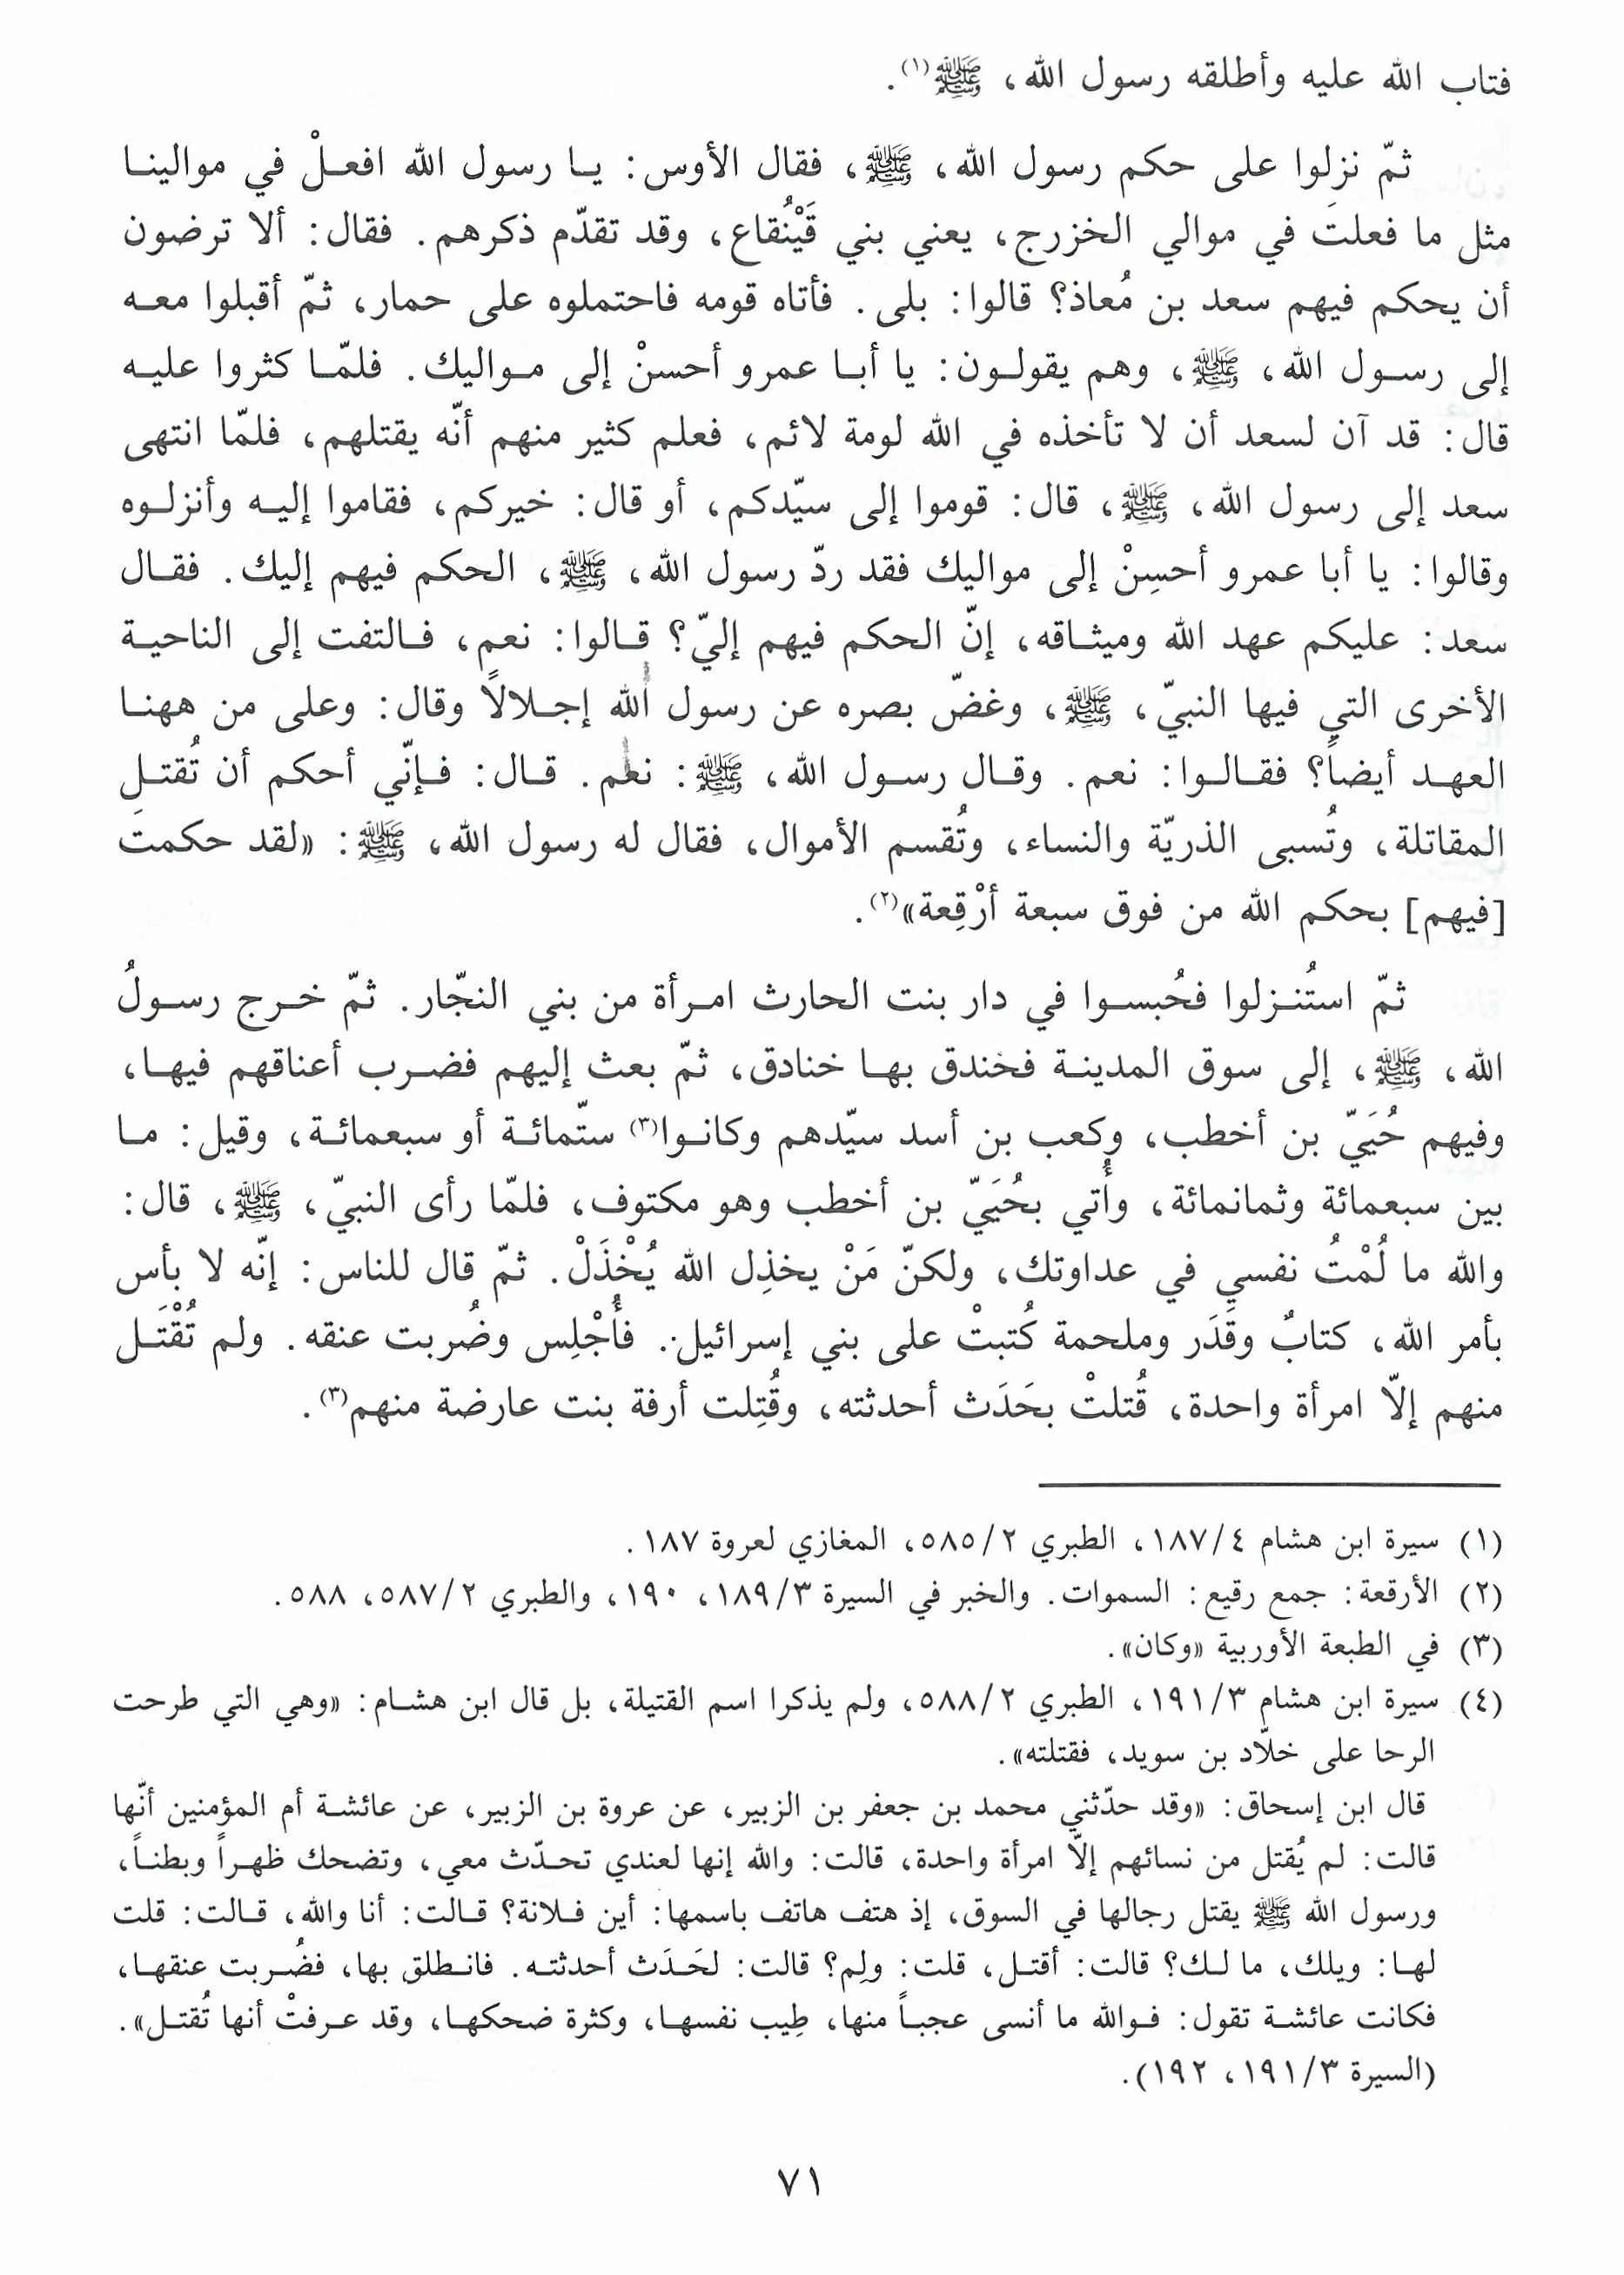 فتاب الله عليه وأطلقه رسول الله، ﷺ(١).
ثمّ نزلوا على حكم رسول الله، ﷺ، فقال الأوس: يا رسول الله افعلْ في موالينا
مثل ما فعلتَ في موالي الخزرج، يعني بني قَيْنُقاع، وقد تقدّم ذكرهم. فقال: ألا ترضون
أن يحكم فيهم سعد بن مُعاذ؟ قالوا: بلى. فأتاه قومه فاحتملوه على حمار، ثمّ أقبلوا معه
إلى رسول الله، ﷺ، وهم يقولون: يا أبا عمرو أحسنْ إلى مواليك. فلمّا كثروا عليه
قال: قد آن لسعد أن لا تأخذه في الله لومة لائم، فعلم كثير منهم أنّه يقتلهم، فلمّا انتهى
سعد إلى رسول الله، ﷺ، قال: قوموا إلى سيّدكم، أو قال: خيركم، فقاموا إليه وأنزلوه
وقالوا: يا أبا عمرو أحسِنْ إلى مواليك فقد ردّ رسول الله، ﷺ، الحكم فيهم إليك. فقال
سعد: عليكم عهد الله وميثاقه، إنّ الحكم فيهم إليّ؟ قالوا: نعم، فالتفت إلى الناحية
الأخرى التي فيها النبيّ، ﷺ، وغضّ بصره عن رسول الله إجلالاً وقال: وعلى من ههنا
العهد أيضاً؟ فقالوا: نعم. وقال رسول الله، ﷺ: نعم. قال: فإنّي أحكم أن تُقتل
المقاتلة، وتُسبى الذريّة والنساء، وتُقسم الأموال، فقال له رسول الله، ﷺ: «لقد حكمتَ
[فيهم] بحكم الله من فوق سبعة أرْقِعة»(٢).
ثمّ استُنزلوا فحُبسوا في دار بنت الحارث امرأة من بني النجّار. ثمّ خرج رسولُ
الله، ﷺ، إلى سوق المدينة فخندق بها خنادق، ثمّ بعث إليهم فضرب أعناقهم فيها،
وفيهم حُيَيّ بن أخطب، وكعب بن أسد سيّدهم وكانوا(٣) ستّمائة أو سبعمائة، وقيل: ما
بين سبعمائة وثمانمائة، وأُتي بحُيَيّ بن أخطب وهو مكتوف، فلمّا رأى النبيّ، ﷺ، قال:
والله ما لُمْتُ نفسي في عداوتك، ولكنّ مَنْ يخذِل الله يُخْذَلْ. ثمّ قال للناس: إنّه لا بأس
بأمر الله، كتابٌ وقَدَر وملحمة كُتبتْ على بني إسرائيل. فأُجْلِس وضُربت عنقه. ولم تُقْتَل
منهم إلاّ امرأة واحدة، قُتلتْ بحَدَث أحدثته، وقُتِلت أرفة بنت عارضة منهم(٣).
(١) سيرة ابن هشام ١٨٧/٤، الطبري ٥٨٥/٢، المغازي لعروة ١٨٧.
(٢) الأرقعة: جمع رقيع: السموات. والخبر في السيرة ١٨٩/٣، ١٩٠، والطبري ٥٨٧/٢، ٥٨٨.
(٣) في الطبعة الأوربية «وكان».
(٤) سيرة ابن هشام ١٩١/٣، الطبري ٥٨٨/٢، ولم يذكرا اسم القتيلة، بل قال ابن هشام: «وهي التي طرحت
الرحا على خلّاد بن سويد، فقتلته».
قال ابن إسحاق: «وقد حدّثني محمد بن جعفر بن الزبير، عن عروة بن الزبير، عن عائشة أم المؤمنين أنّها
قالت: لم يُقتل من نسائهم إلاّ امرأة واحدة، قالت: والله إنها لعندي تحدّث معي، وتضحك ظهراً وبطناً،
ورسول الله ﷺ يقتل رجالها في السوق، إذ هتف هاتف باسمها: أين فلانة؟ قالت: أنا والله، قالت: قلت
لها: ويلك، ما لك؟ قالت: أقتل، قلت: ولِم؟ قالت: لحَدَث أحدثته. فانطلق بها، فضُربت عنقها،
فكانت عائشة تقول: فوالله ما أنسى عجباً منها، طِيب نفسها، وكثرة ضحكها، وقد عرفتْ أنها تُقتل».
(السيرة ١٩١/٣، ١٩٢).
٧١